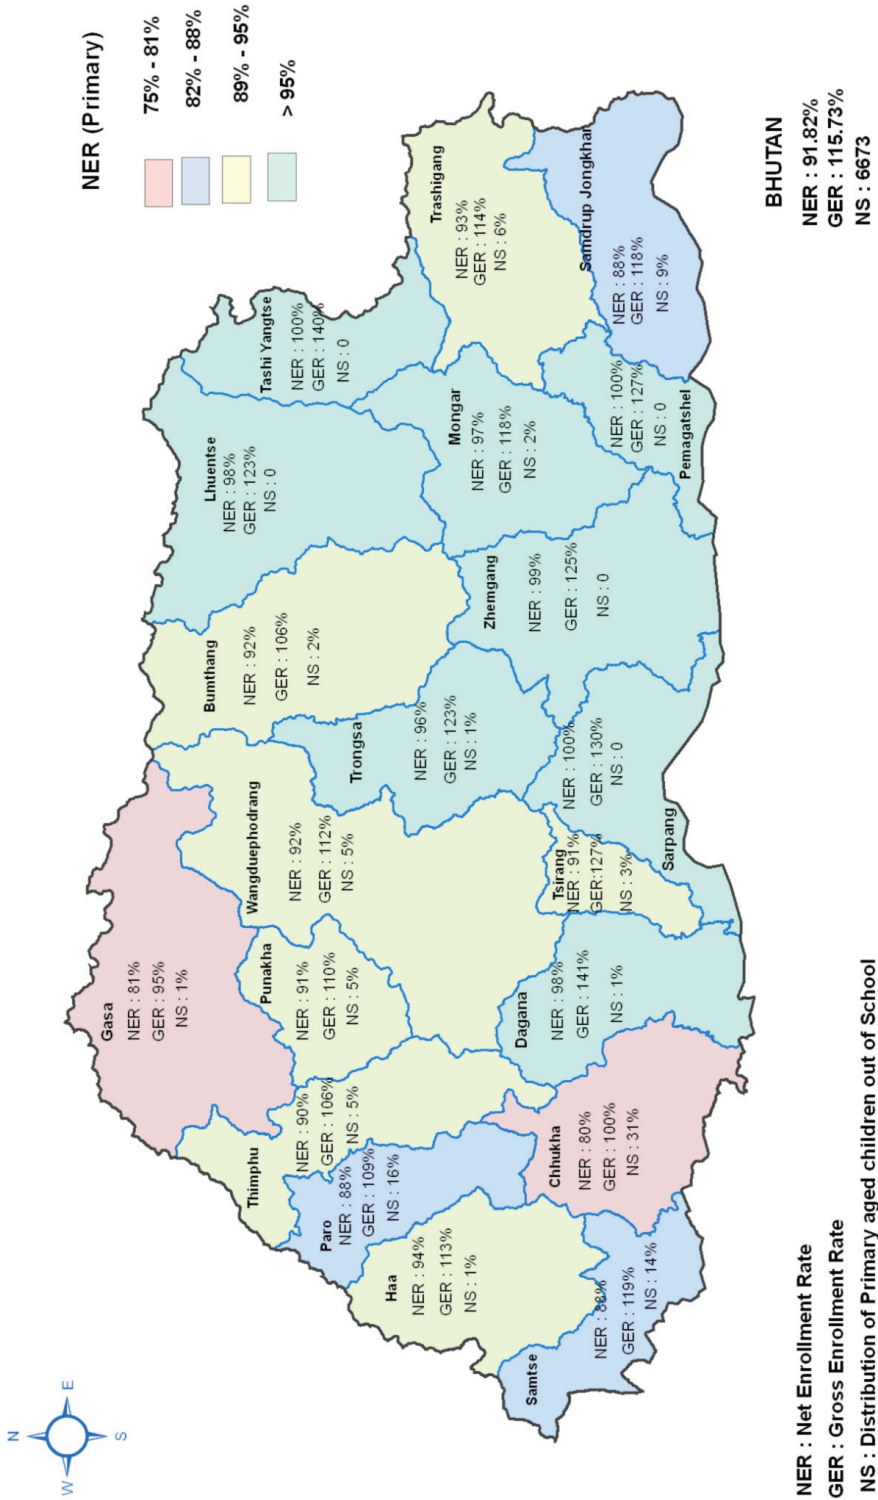 N
W
E
S
NER (Primary)
75% - 81%
82% - 88%
89% - 95%
> 95%
Gasa
NER : 81%
GER : 95%
NS : 1%
Thimphu
NER : 90%
GER : 106%
NS : 5%
Punakha
NER : 91%
GER : 110%
NS : 5%
Wangduephodrang
NER : 92%
GER : 112%
NS : 5%
Bumthang
NER : 92%
GER : 106%
NS : 2%
Lhuentse
NER : 98%
GER : 123%
NS : 0
Tashi Yangtse
NER : 100%
GER : 140%
NS : 0
Paro
NER : 88%
GER : 109%
NS : 16%
Haa
NER : 94%
GER : 113%
NS : 1%
Trongsa
NER : 96%
GER : 123%
NS : 1%
Mongar
NER : 97%
GER : 118%
NS : 2%
Trashigang
NER : 93%
GER : 114%
NS : 6%
Samtse
NER : 88%
GER : 119%
NS : 14%
Chhukha
NER : 80%
GER : 100%
NS : 31%
Dagana
NER : 98%
GER : 141%
NS : 1%
Tsirang
NER : 91%
GER:127%
NS : 3%
NER : 100%
GER : 130%
NS : 0
Sarpang
Zhemgang
NER : 99%
GER : 125%
NS : 0
NER : 100%
GER : 127%
NS : 0
Pemagatshel
Samdrup Jongkhar
NER : 88%
GER : 118%
NS : 9%
BHUTAN
NER : 91.82%
GER : 115.73%
NS : 6673
NER : Net Enrollment Rate
GER : Gross Enrollment Rate
NS : Distribution of Primary aged children out of School